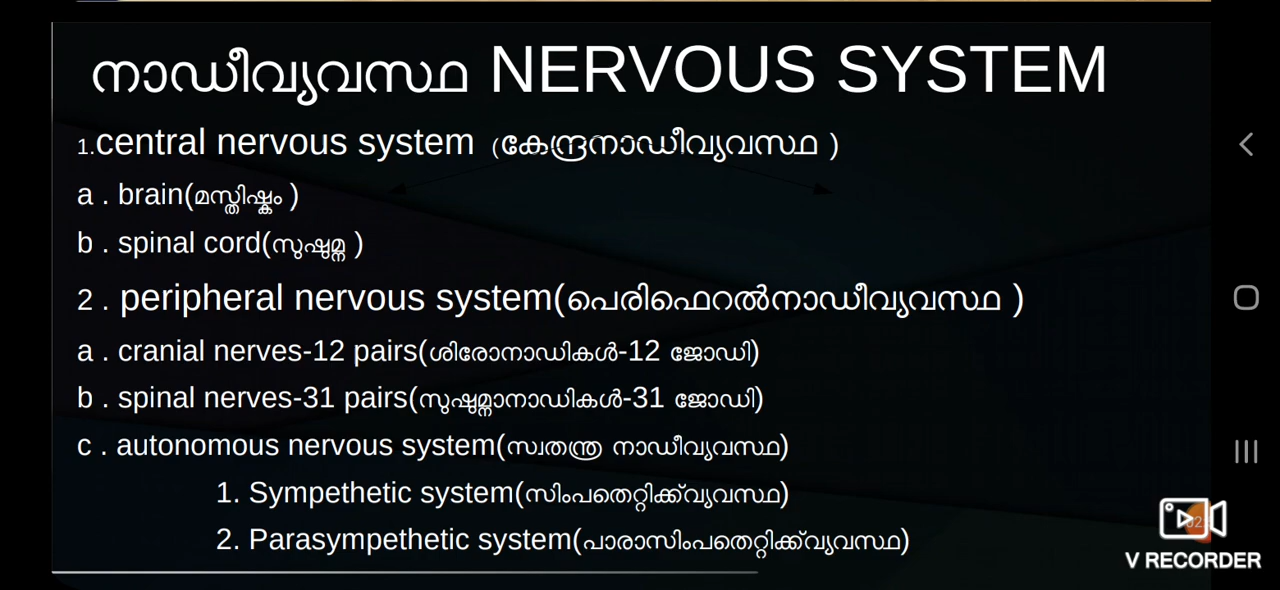 നാഡീവ്യവസ്ഥ NERVOUS SYSTEM
1.central nervous system (കേന്ദ്രനാഡീവ്യവസ്ഥ )
a . brain(മസ്തിഷ്കം )
b . spinal cord(സുഷുമ്ന )
2 . peripheral nervous system(പെരിഫെറൽനാഡീവ്യവസ്ഥ )
a . cranial nerves-12 pairs(ശിരോനാഡികൾ-12 ജോഡി)
b . spinal nerves-31 pairs(സുഷുമ്നാനാഡികൾ-31 ജോഡി)
c . autonomous nervous system(സ്വതന്ത്ര നാഡീവ്യവസ്ഥ)
1. Sympethetic system(സിംപതെറ്റിക്ക്‌വ്യവസ്ഥ)
2. Parasympethetic system(പാരാസിംപതെറ്റിക്ക്‌വ്യവസ്ഥ)
V RECORDER